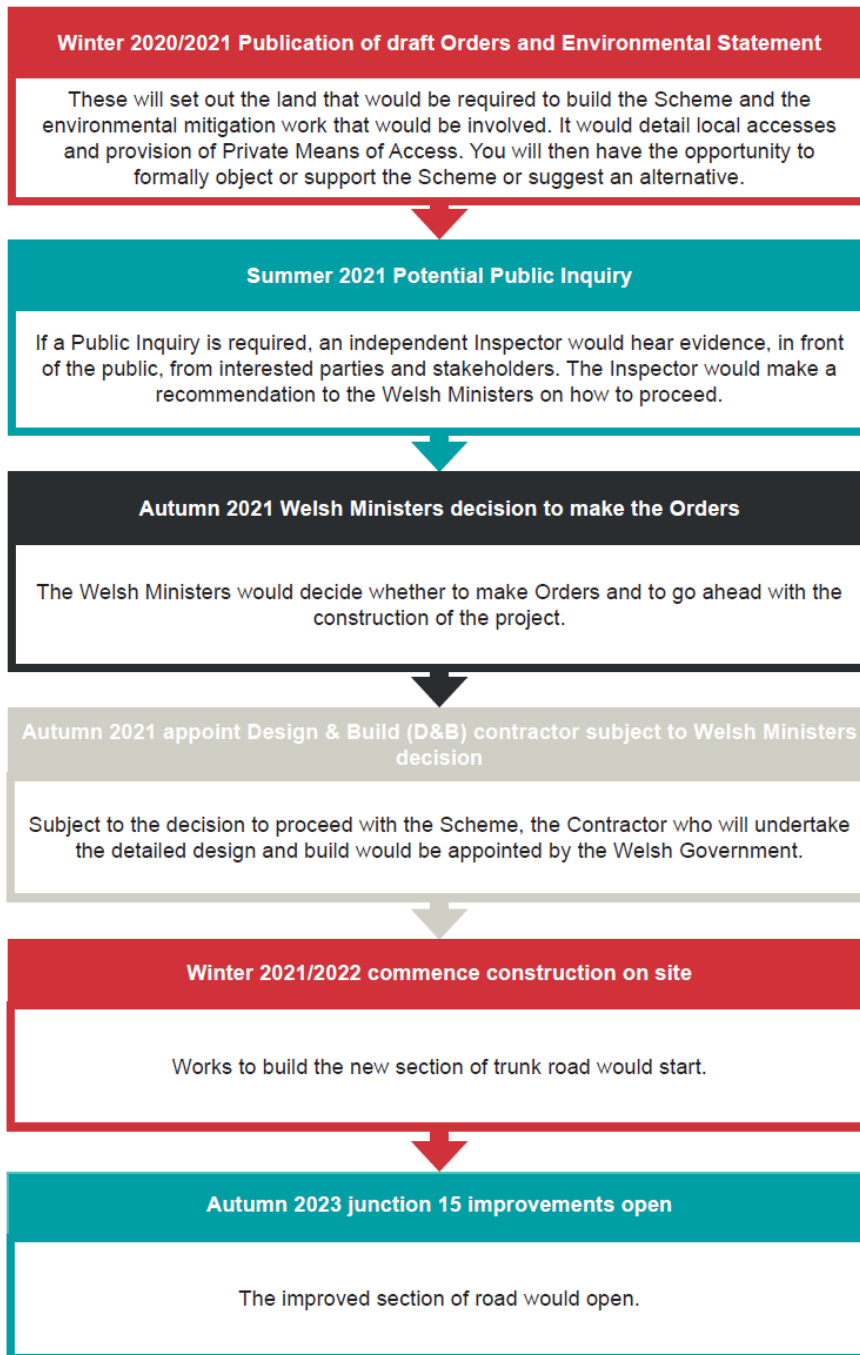 Winter 2020/2021 Publication of draft Orders and Environmental Statement
These will set out the land that would be required to build the Scheme and the
environmental mitigation work that would be involved. It would detail local accesses
and provision of Private Means of Access. You will then have the opportunity to
formally object or support the Scheme or suggest an alternative.
Summer 2021 Potential Public Inquiry
If a Public Inquiry is required, an independent Inspector would hear evidence, in front
of the public, from interested parties and stakeholders. The Inspector would make a
recommendation to the Welsh Ministers on how to proceed.
Autumn 2021 Welsh Ministers decision to make the Orders
The Welsh Ministers would decide whether to make Orders and to go ahead with the
construction of the project.
Autumn 2021 appoint Design & Build (D&B) contractor subject to Welsh Ministers
decision
Subject to the decision to proceed with the Scheme, the Contractor who will undertake
the detailed design and build would be appointed by the Welsh Government.
Winter 2021/2022 commence construction on site
Works to build the new section of trunk road would start.
Autumn 2023 junction 15 improvements open
The improved section of road would open.